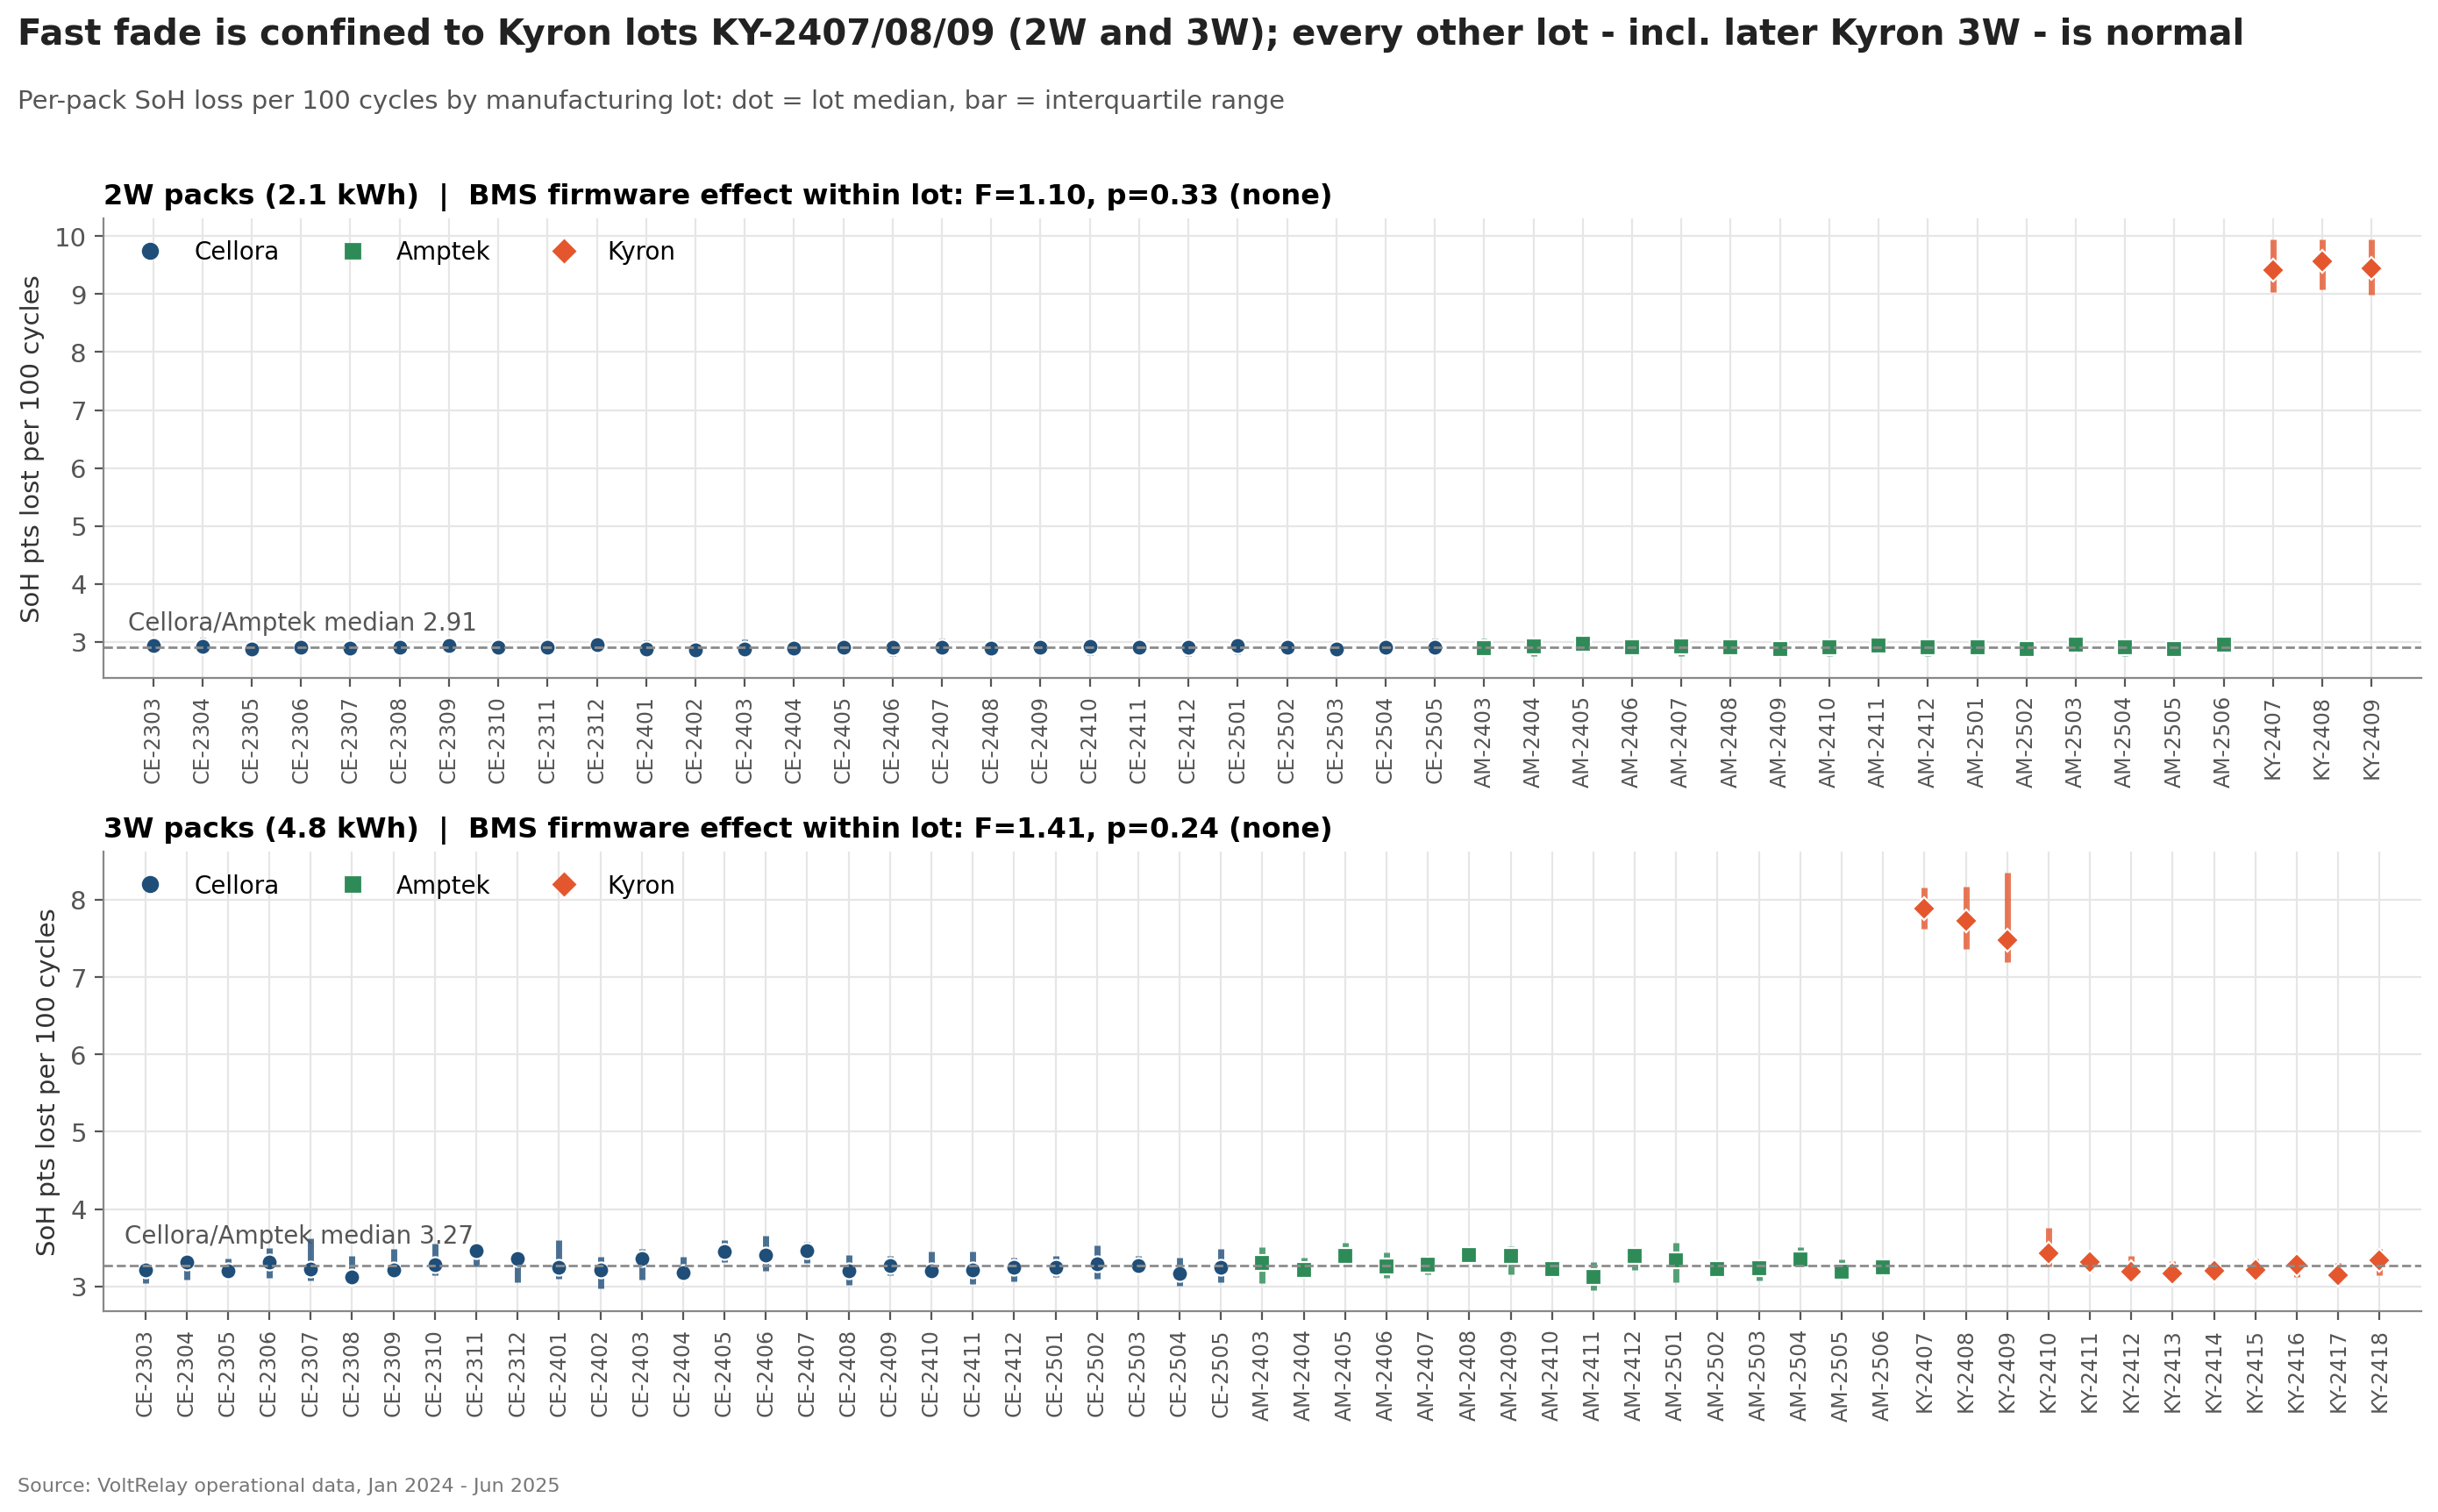 Fast fade is confined to Kyron lots KY-2407/08/09 (2W and 3W); every other lot - incl. later Kyron 3W - is normal
Per-pack SoH loss per 100 cycles by manufacturing lot: dot = lot median, bar = interquartile range
2W packs (2.1 kWh) | BMS firmware effect within lot: F=1.10, p=0.33 (none)
Cellora Amptek Kyron
SoH pts lost per 100 cycles
10
9
8
7
6
5
4
3
Cellora/Amptek median 2.91
CE-2303 CE-2304 CE-2305 CE-2306 CE-2307 CE-2308 CE-2309 CE-2310 CE-2311 CE-2312 CE-2401 CE-2402 CE-2403 CE-2404 CE-2405 CE-2406 CE-2407 CE-2408 CE-2409 CE-2410 CE-2411 CE-2412 CE-2501 CE-2502 CE-2503 CE-2504 CE-2505 AM-2403 AM-2404 AM-2405 AM-2406 AM-2407 AM-2408 AM-2409 AM-2410 AM-2411 AM-2412 AM-2501 AM-2502 AM-2503 AM-2504 AM-2505 AM-2506 KY-2407 KY-2408 KY-2409
3W packs (4.8 kWh) | BMS firmware effect within lot: F=1.41, p=0.24 (none)
Cellora Amptek Kyron
SoH pts lost per 100 cycles
8
7
6
5
4
3
Cellora/Amptek median 3.27
CE-2303 CE-2304 CE-2305 CE-2306 CE-2307 CE-2308 CE-2309 CE-2310 CE-2311 CE-2312 CE-2401 CE-2402 CE-2403 CE-2404 CE-2405 CE-2406 CE-2407 CE-2408 CE-2409 CE-2410 CE-2411 CE-2412 CE-2501 CE-2502 CE-2503 CE-2504 CE-2505 AM-2403 AM-2404 AM-2405 AM-2406 AM-2407 AM-2408 AM-2409 AM-2410 AM-2411 AM-2412 AM-2501 AM-2502 AM-2503 AM-2504 AM-2505 AM-2506 KY-2407 KY-2408 KY-2409 KY-2410 KY-2411 KY-2412 KY-2413 KY-2414 KY-2415 KY-2416 KY-2417 KY-2418
Source: VoltRelay operational data, Jan 2024 - Jun 2025